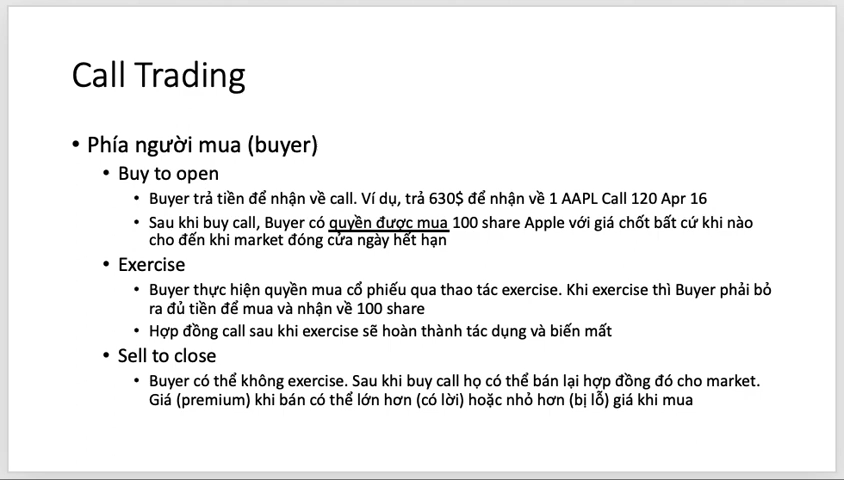 Call Trading
• Phía người mua (buyer)
• Buy to open
• Buyer trả tiền để nhận về call. Ví dụ, trả 630$ để nhận về 1 AAPL Call 120 Apr 16
• Sau khi buy call, Buyer có quyền được mua 100 share Apple với giá chốt bất cứ khi nào
cho đến khi market đóng cửa ngày hết hạn
• Exercise
• Buyer thực hiện quyền mua cổ phiếu qua thao tác exercise. Khi exercise thì Buyer phải bỏ
ra đủ tiền để mua và nhận về 100 share
• Hợp đồng call sau khi exercise sẽ hoàn thành tác dụng và biến mất
• Sell to close
• Buyer có thể không exercise. Sau khi buy call họ có thể bán lại hợp đồng đó cho market.
Giá (premium) khi bán có thể lớn hơn (có lời) hoặc nhỏ hơn (bị lỗ) giá khi mua